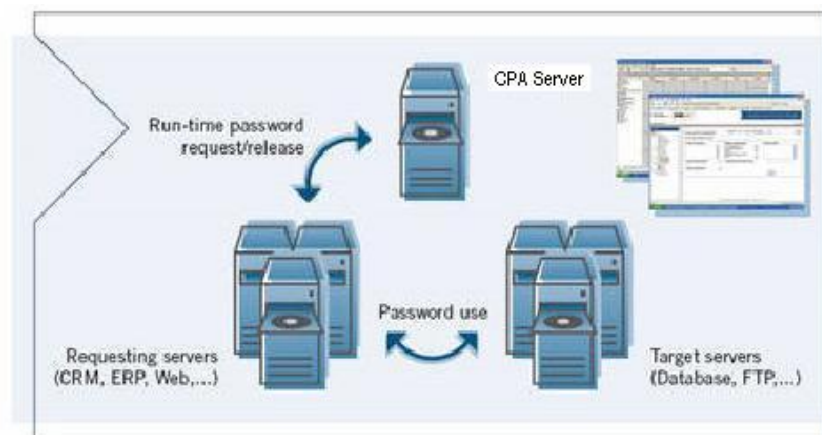 CPA Server
Run-time password
request/release
Password use
Requesting servers
(CRM, ERP, Web,...)
Target servers
(Database, FTP,...)